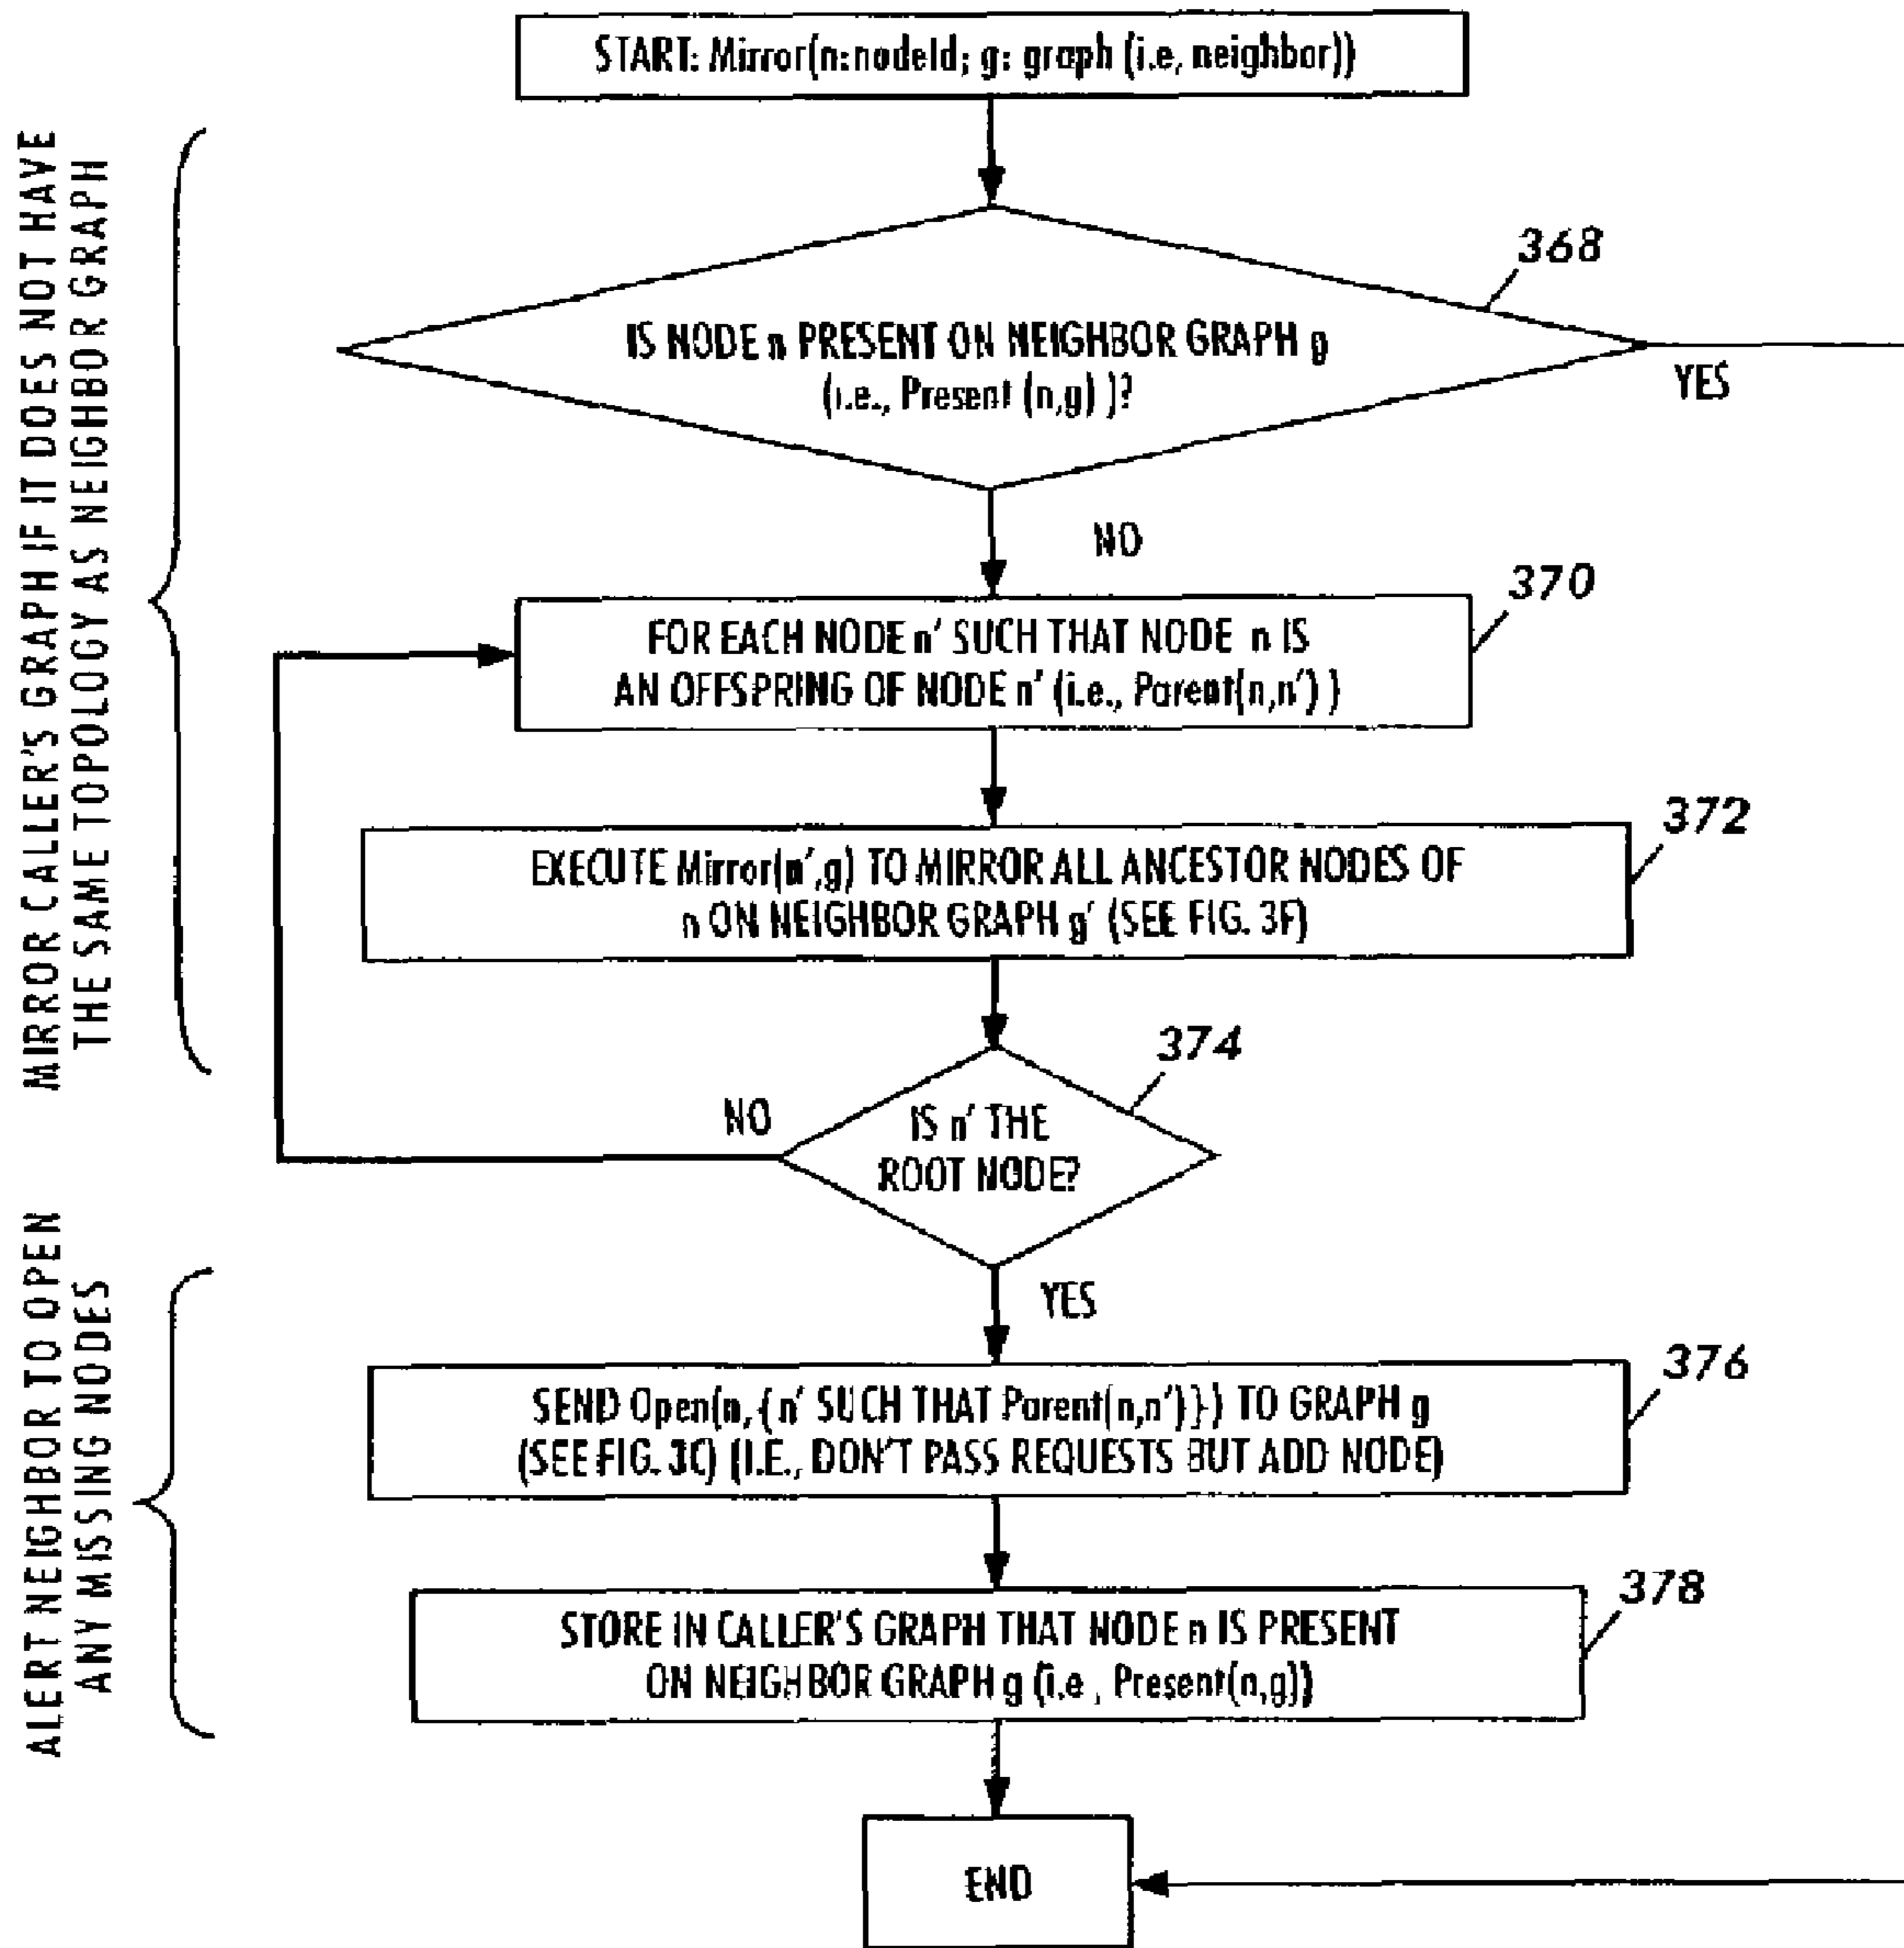 START: Mirror(n:nodeId; g: graph (i.e, neighbor))
MIRROR CALLER'S GRAPH IF IT DOES NOT HAVE
THE SAME TOPOLOGY AS NEIGHBOR GRAPH
368
IS NODE n PRESENT ON NEIGHBOR GRAPH g
(i.e., Present (n,g) )?
YES
NO
370
FOR EACH NODE n' SUCH THAT NODE n IS
AN OFFSPRING OF NODE n' (i.e., Parent(n,n') )
372
EXECUTE Mirror(n',g) TO MIRROR ALL ANCESTOR NODES OF
n ON NEIGHBOR GRAPH g' (SEE FIG. 3F)
374
NO
IS n' THE
ROOT NODE?
YES
ALERT NEIGHBOR TO OPEN
ANY MISSING NODES
376
SEND Open(n,{n' SUCH THAT Parent(n,n')}) TO GRAPH g
(SEE FIG. 3C) (I.E., DON'T PASS REQUESTS BUT ADD NODE)
378
STORE IN CALLER'S GRAPH THAT NODE n IS PRESENT
ON NEIGHBOR GRAPH g (i.e , Present(n,g))
END